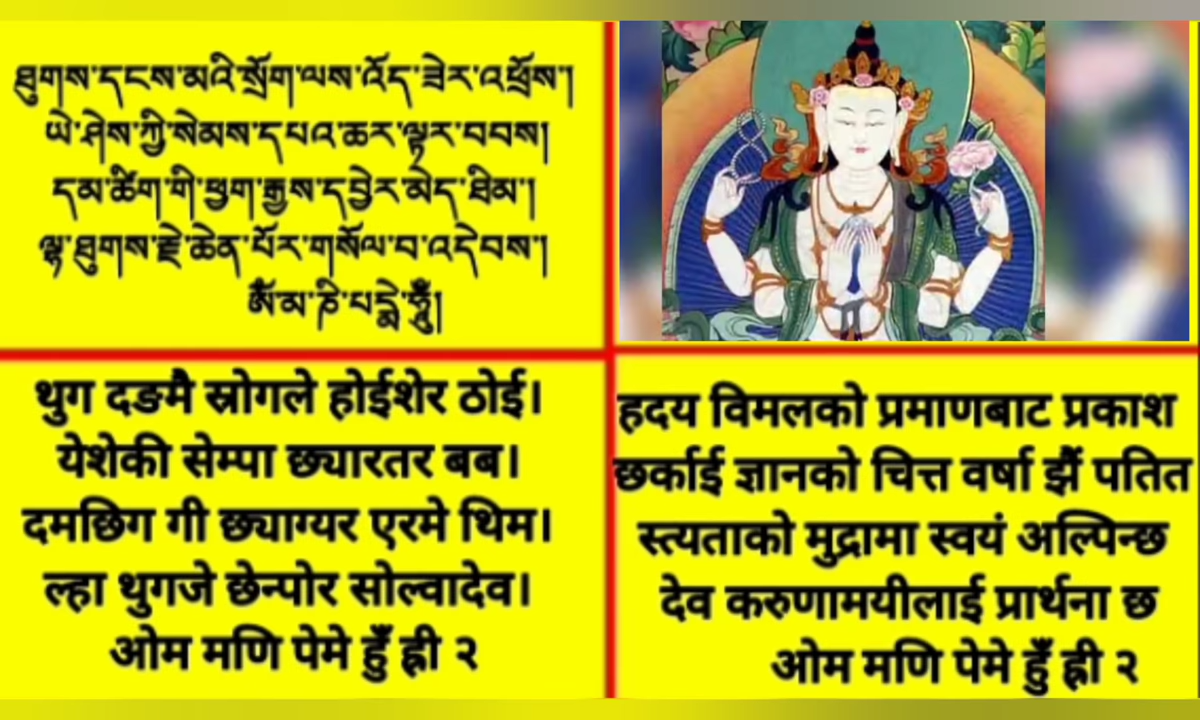 ཐུགས་དྭངས་མའི་སྲོག་ལས་འོད་ཟེར་འཕྲོས་།
ཡེ་ཤེས་ཀྱི་སེམས་དཔའ་ཆར་ལྟར་བབས།
དམ་ཚིག་གི་ཕྱག་རྒྱས་དབྱེར་མེད་ཐིམ་།
ལྷ་ཐུགས་རྗེ་ཆེན་པོར་གསོལ་བ་འདེབས་།
ཨོཾ་མ་ཎི་པདྨེ་ཧཱུྃ།
थुग दङमै स्रोगले होईशेर ठोई।
येशेकी सेम्पा छ्यारतर बब।
दमछिग गी छ्याग्यर एरमे थिम।
ल्हा थुगजे छेन्पोर सोल्वादेव।
ओम मणि पेमे हुँ ह्री २
हृदय विमलको प्रमाणबाट प्रकाश
छर्काई ज्ञानको चित्त वर्षा झैं पतित
स्त्यताको मुद्रामा स्वयं अल्पिन्छ
देव करुणामयीलाई प्रार्थना छ
ओम मणि पेमे हुँ ह्री २